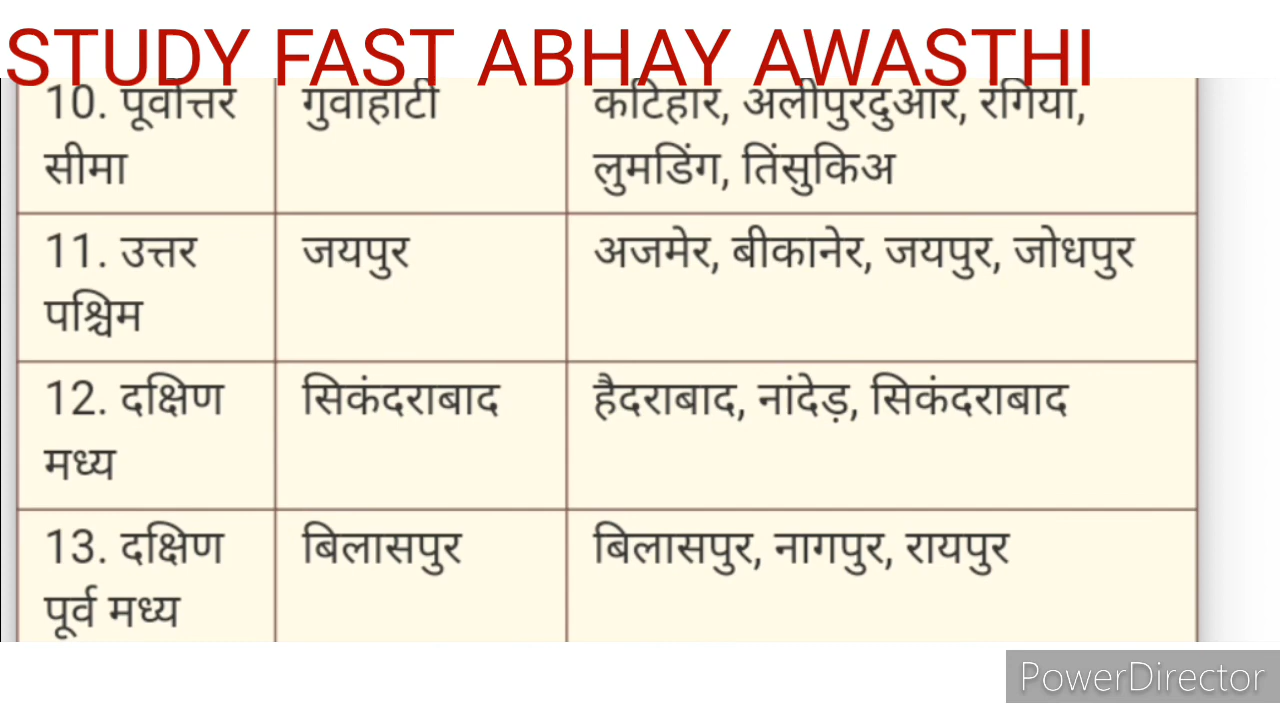 STUDY FAST ABHAY AWASTHI
10. पूर्वोत्तर गुवाहाटी कटिहार, अलीपुरदुआर, रंगिया,
सीमा लुमडिंग, तिंसुकिअ
11. उत्तर जयपुर अजमेर, बीकानेर, जयपुर, जोधपुर
पश्चिम
12. दक्षिण सिकंदराबाद हैदराबाद, नांदेड़, सिकंदराबाद
मध्य
13. दक्षिण बिलासपुर बिलासपुर, नागपुर, रायपुर
पूर्व मध्य
PowerDirector